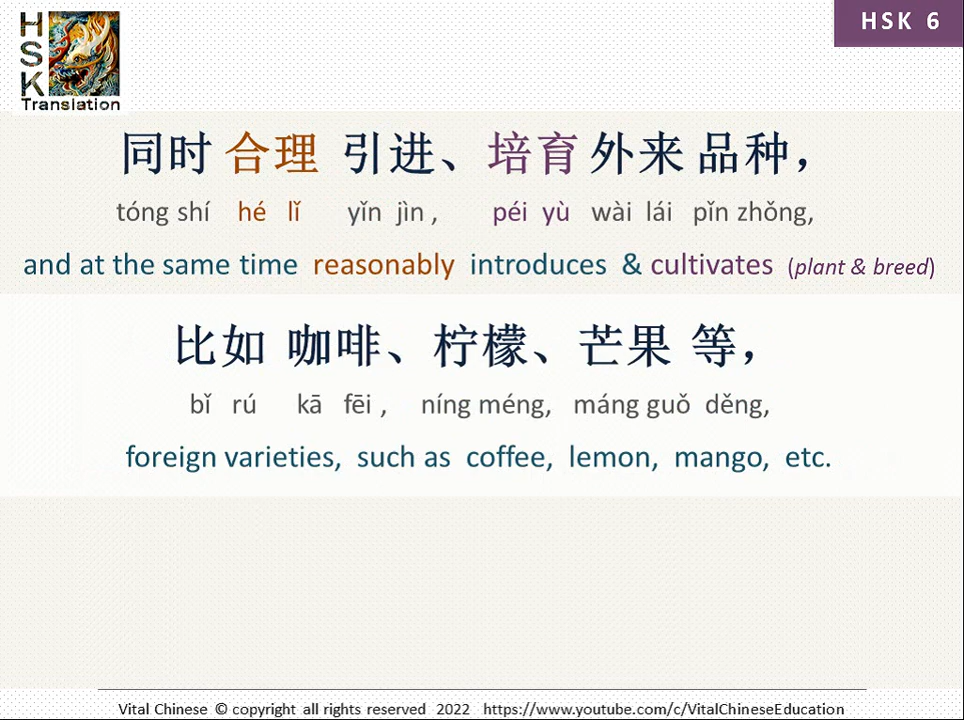 HSK
Translation
HSK 6
同时 合理 引进、培育 外来 品种，
tóng shí hé lǐ yǐn jìn , péi yù wài lái pǐn zhǒng,
and at the same time reasonably introduces & cultivates (plant & breed)
比如 咖啡、柠檬、芒果 等，
bǐ rú kā fēi , níng méng, máng guǒ děng,
foreign varieties, such as coffee, lemon, mango, etc.
Vital Chinese © copyright all rights reserved 2022 https://www.youtube.com/c/VitalChineseEducation